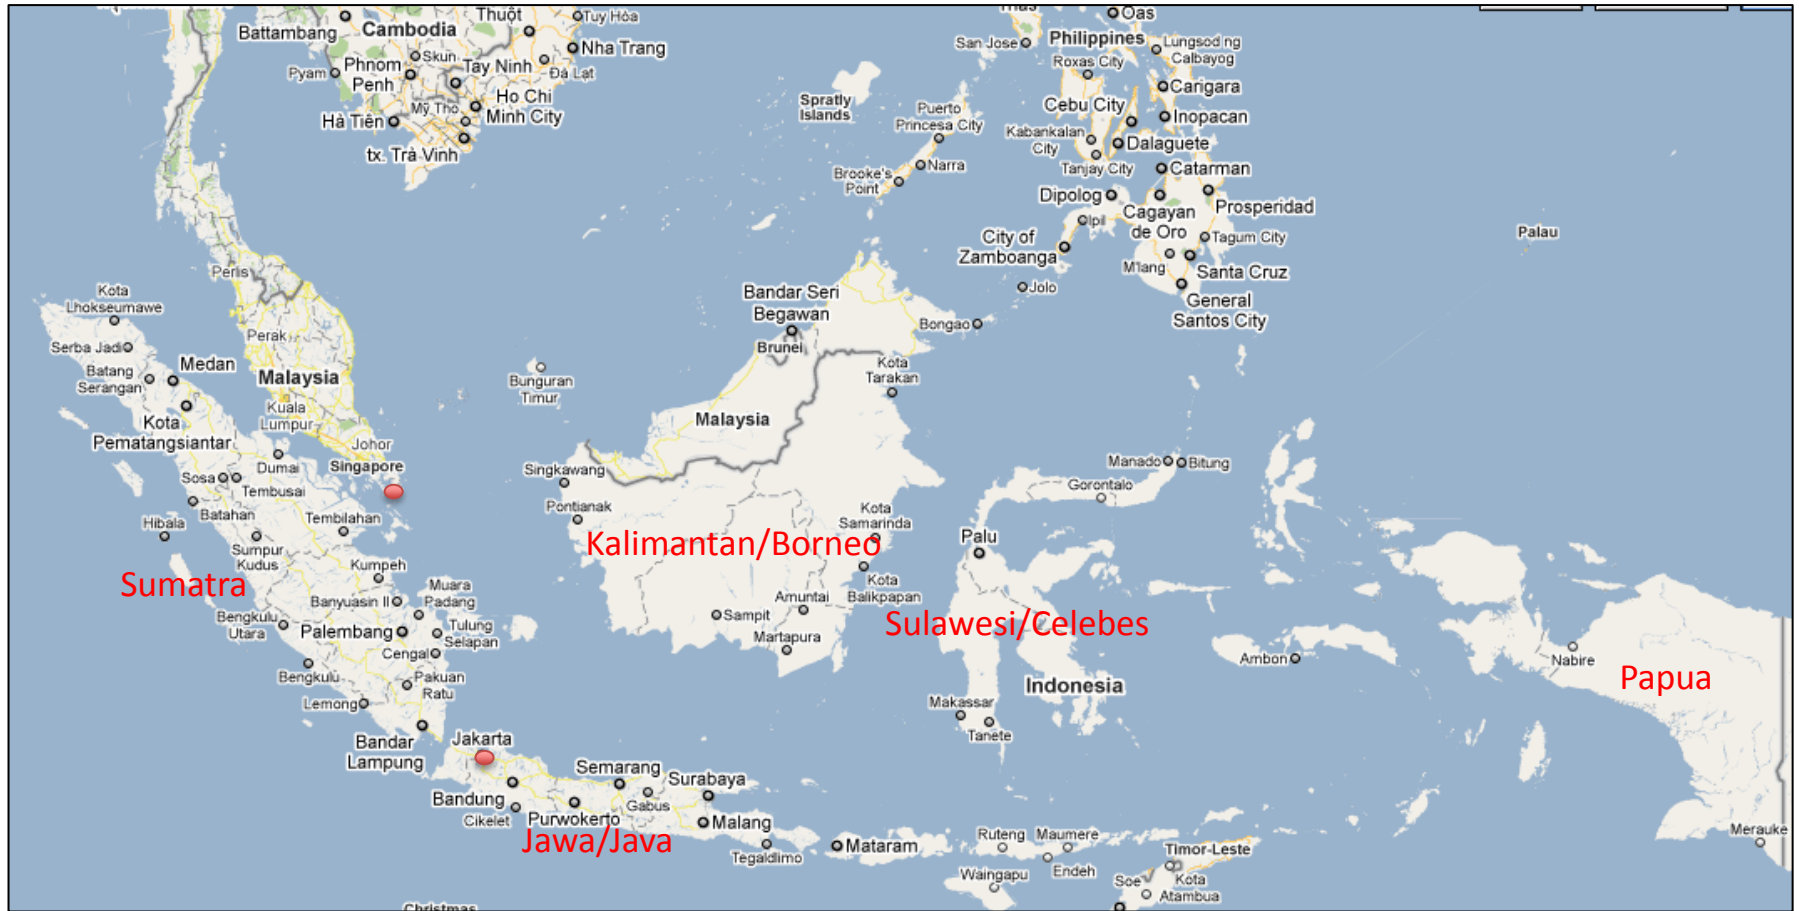 Oas
Thuột
Tuy Hòa
Battambang
Cambodia
San Jose
Philippines
Lungsod ng
Calbayog
Nha Trang
Skun
Roxas City
Pyam
Phnom
Penh
Tay Ninh
Đà Lạt
Carigara
Spratly
Islands
Puerto
Princesa City
Cebu City
Mỹ Tho
Ho Chi
Minh City
Inopacan
Hà Tiên
Kabankalan
City
Dalaguete
tx. Trà Vinh
Narra
Tanjay City
Catarman
Brooke's
Point
Dipolog
Prosperidad
Ipil
Cagayan
de Oro
Palau
City of
Zamboanga
Tagum City
M'lang
Santa Cruz
Perlis
Jolo
General
Santos City
Kota
Lhokseumawe
Bandar Seri
Begawan
Bongao
Perak
Serba Jadi
Brunei
Medan
Batang
Serangan
Malaysia
Bunguran
Timur
Kota
Tarakan
Kuala
Lumpur
Malaysia
Kota
Pematangsiantar
Johor
Dumai
Singapore
Singkawang
Manado
Bitung
Sosa
Tembusai
Gorontalo
Pontianak
Batahan
Hibala
Tembilahan
Kota
Samarinda
Palu
Sumpur
Kudus
Kalimantan/Borneo
Kumpeh
Sumatra
Muara
Padang
Kota
Balikpapan
Banyuasin II
Amuntai
Sampit
Sulawesi/Celebes
Bengkulu
Utara
Palembang
Tulung
Selapan
Martapura
Cengal
Ambon
Nabire
Bengkulu
Pakuan
Ratu
Indonesia
Papua
Lemong
Makassar
Tanete
Bandar
Lampung
Jakarta
Semarang
Surabaya
Bandung
Gabus
Cikelet
Purwokerto
Malang
Merauke
Jawa/Java
Tegaldlimo
Mataram
Ruteng
Maumere
Timor-Leste
Waingapu
Endeh
Soe
Kota
Atambua
Christmas